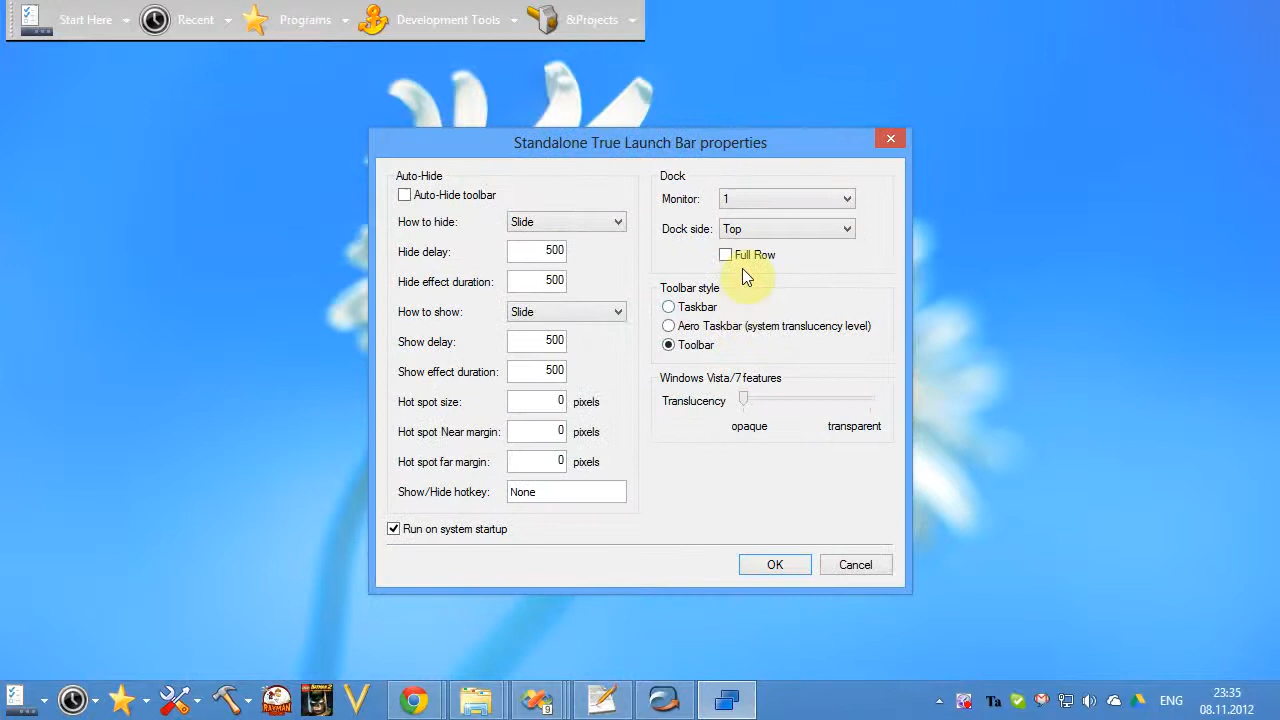 Start Here
Recent
Programs
Development Tools
&Projects
Standalone True Launch Bar properties
Auto-Hide
Auto-Hide toolbar
How to hide: Slide
Hide delay: 500
Hide effect duration: 500
How to show: Slide
Show delay: 500
Show effect duration: 500
Hot spot size: 0 pixels
Hot spot Near margin: 0 pixels
Hot spot far margin: 0 pixels
Show/Hide hotkey: None
Run on system startup
Dock
Monitor: 1
Dock side: Top
Full Row
Toolbar style
Taskbar
Aero Taskbar (system translucency level)
Toolbar
Windows Vista/7 features
Translucency
opaque transparent
OK Cancel
Ta
ENG
23:35
08.11.2012